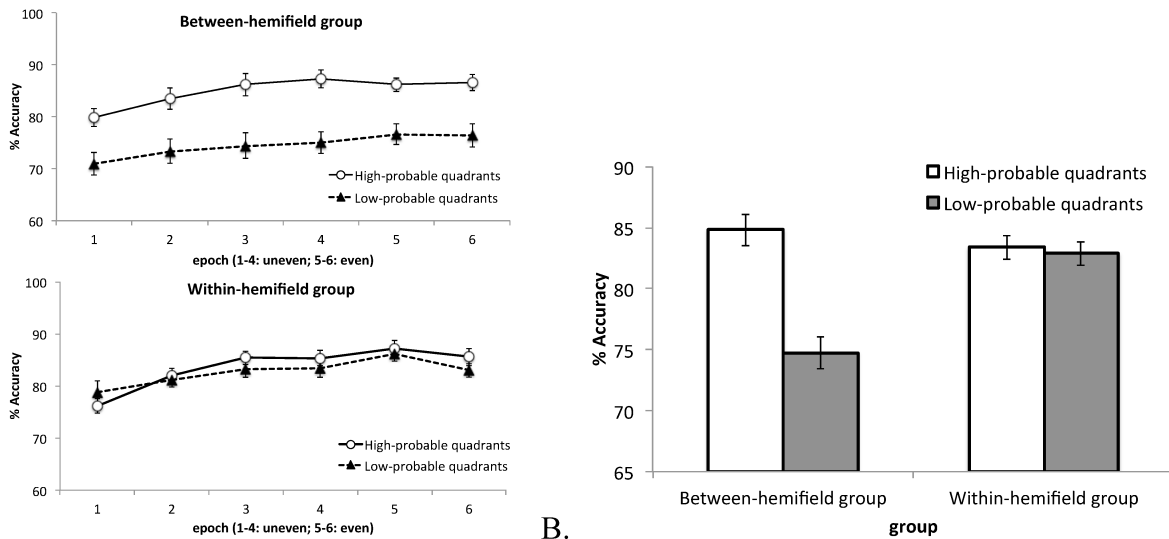 Between-hemifield group
100
90
80
70
60
% Accuracy
High-probable quadrants
Low-probable quadrants
1 2 3 4 5 6
epoch (1-4: uneven; 5-6: even)
Within-hemifield group
100
90
80
70
60
% Accuracy
High-probable quadrants
Low-probable quadrants
1 2 3 4 5 6
epoch (1-4: uneven; 5-6: even)
B.
90
85
80
75
70
65
% Accuracy
High-probable quadrants
Low-probable quadrants
Between-hemifield group Within-hemifield group
group